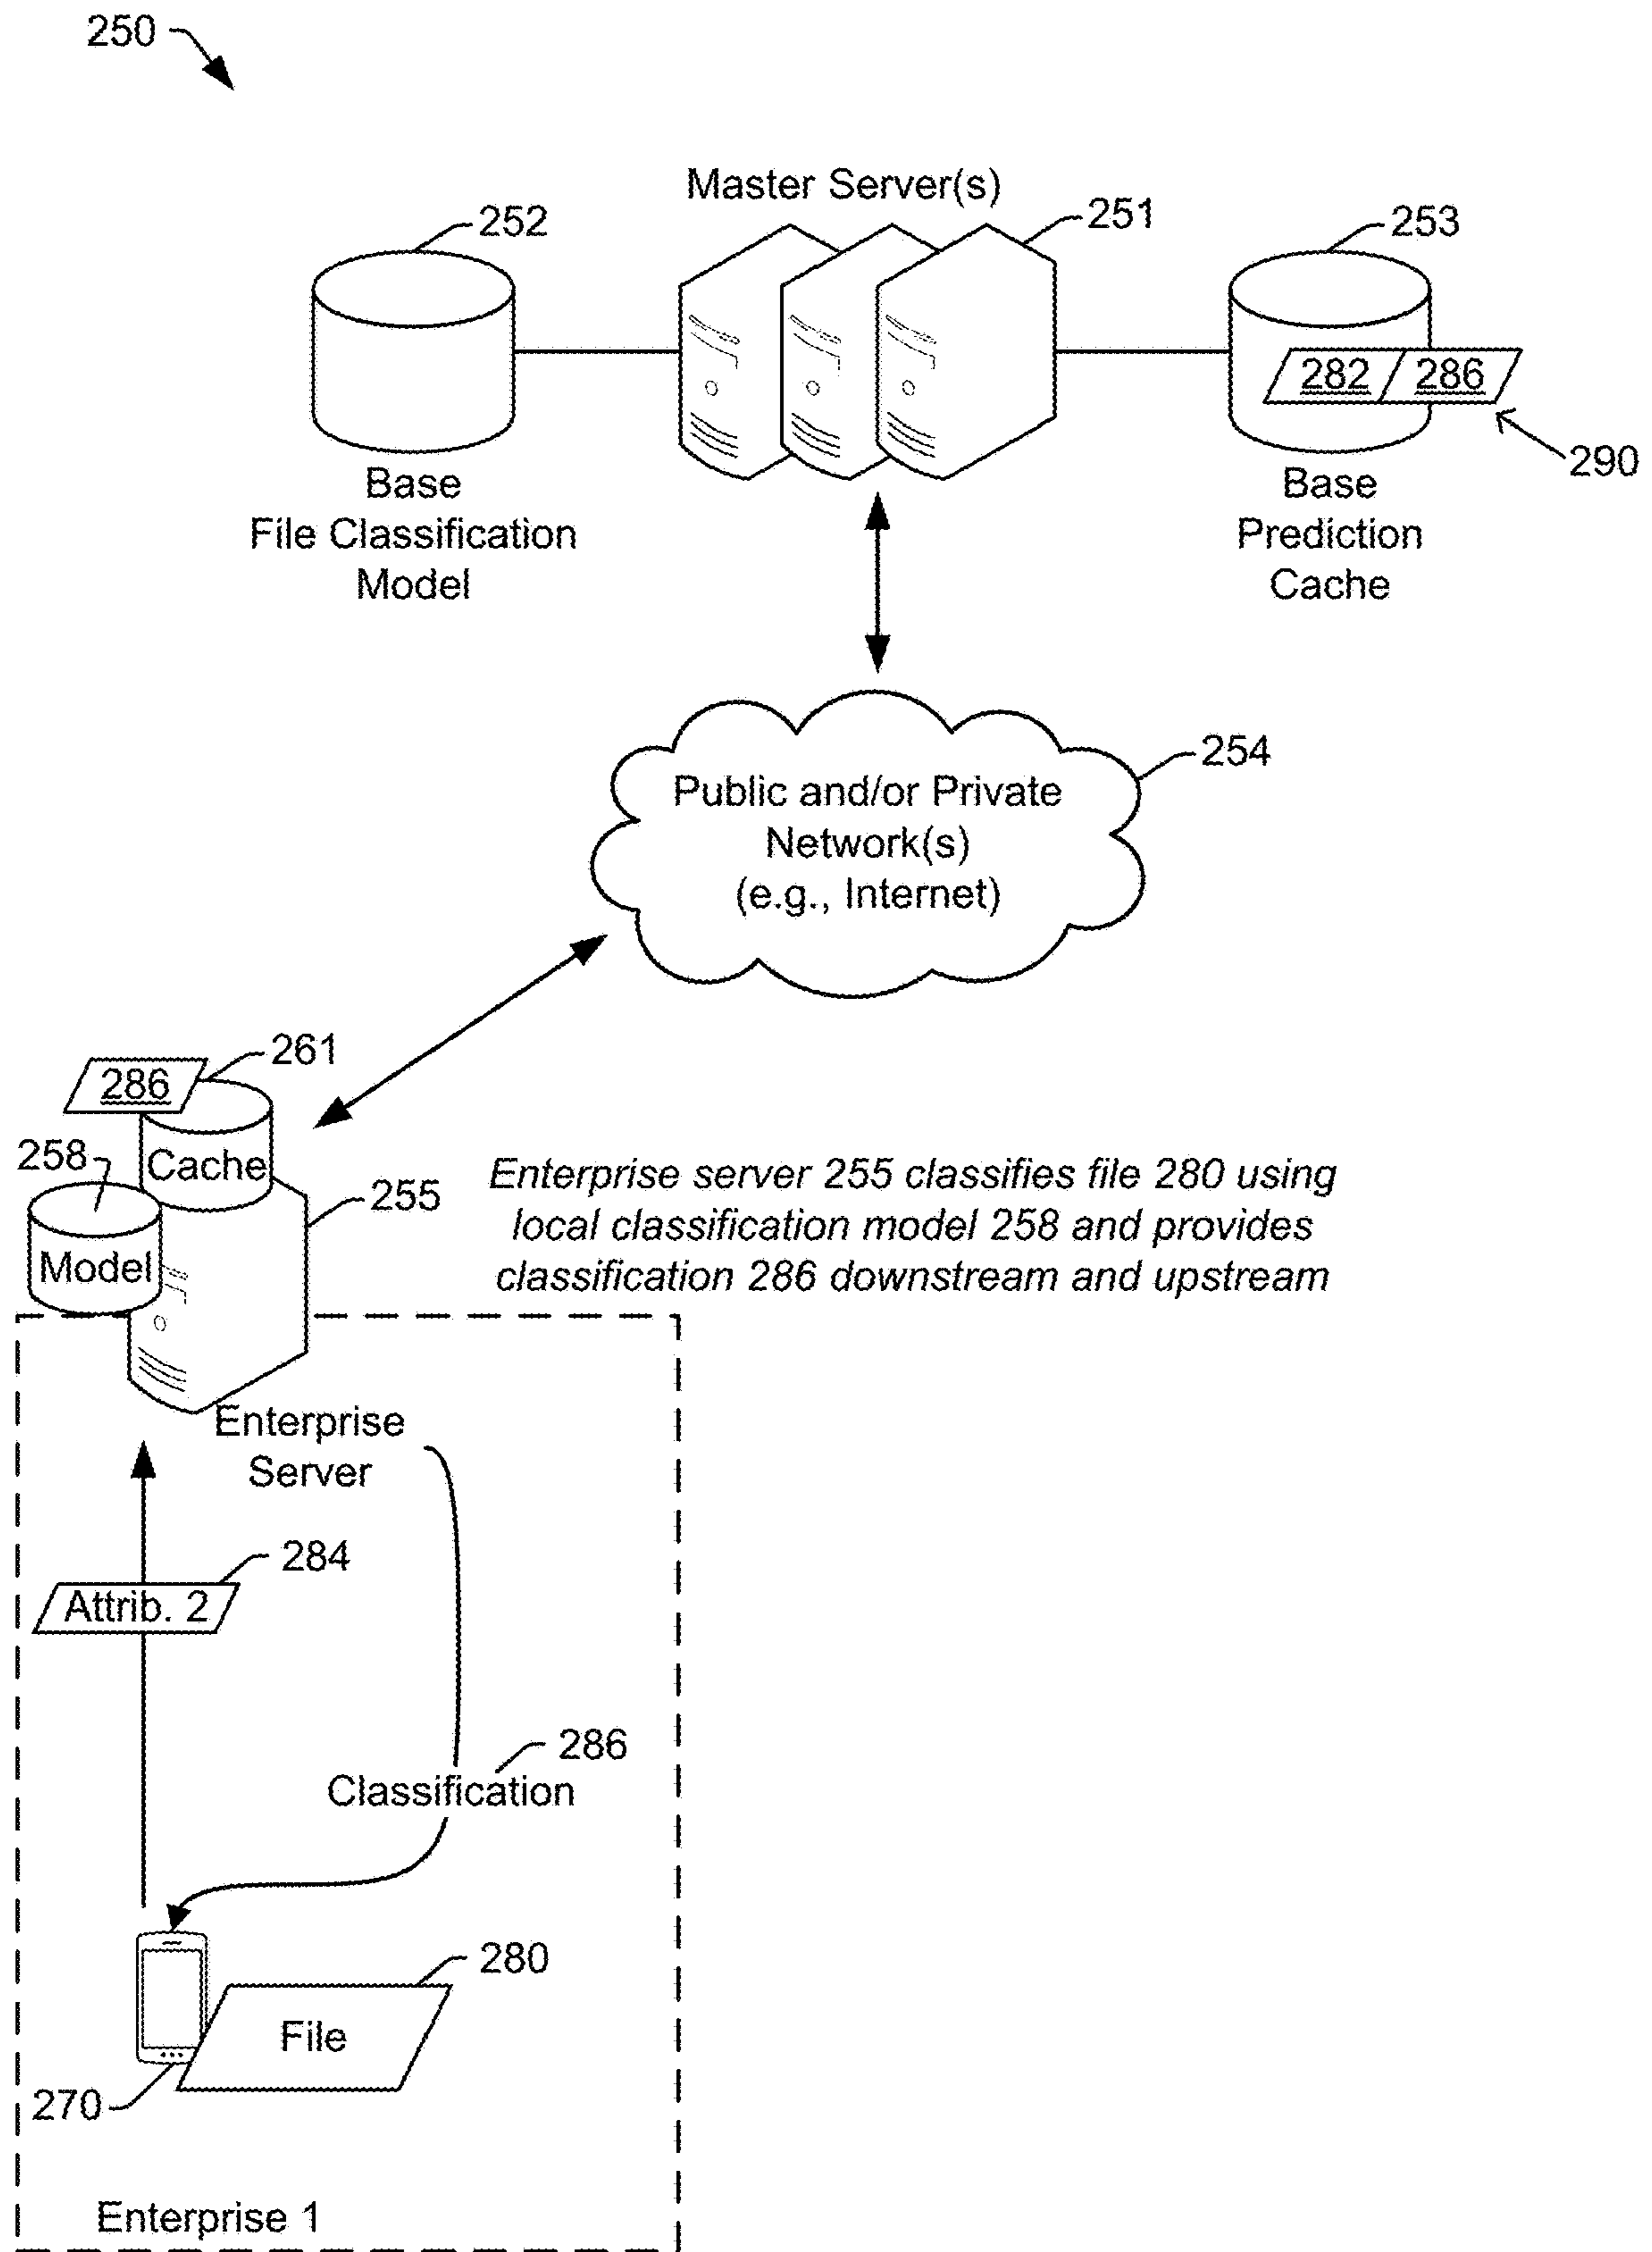 250
Master Server(s)
252
251
253
282
286
290
Base
File Classification
Model
Base
Prediction
Cache
254
Public and/or Private
Network(s)
(e.g., Internet)
261
286
258
Cache
255
Model
Enterprise server 255 classifies file 280 using
local classification model 258 and provides
classification 286 downstream and upstream
Enterprise
Server
284
Attrib. 2
286
Classification
280
File
270
Enterprise 1